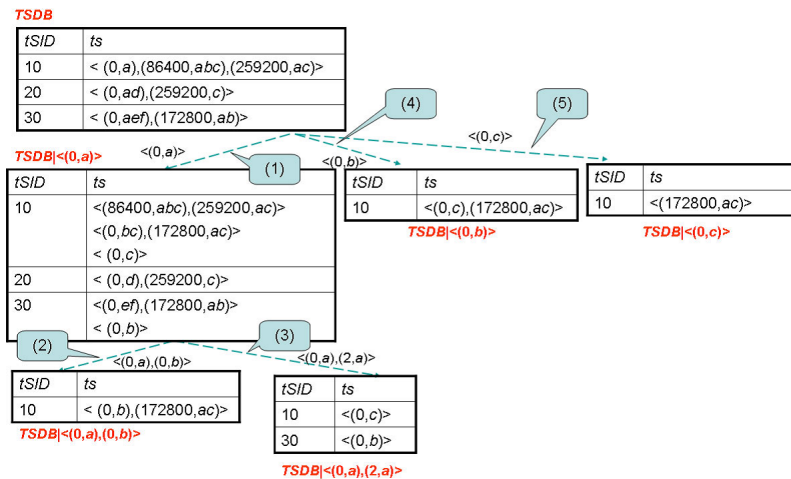 TSDB
tSID ts
10 < (0,a),(86400,abc),(259200,ac)>
20 < (0,ad),(259200,c)>
30 < (0,aef),(172800,ab)>
(4)
(5)
<(0,a)>
<(0,b)>
<(0,c)>
(1)
TSDB|<(0,a)>
tSID ts
10 <(86400,abc),(259200,ac)>
<(0,bc),(172800,ac)>
< (0,c)>
20 < (0,d),(259200,c)>
30 <(0,ef),(172800,ab)>
< (0,b)>
tSID ts
10 <(0,c),(172800,ac)>
TSDB|<(0,b)>
tSID ts
10 <(172800,ac)>
TSDB|<(0,c)>
(2)
(3)
<(0,a),(0,b)>
<(0,a),(2,a)>
tSID ts
10 < (0,b),(172800,ac)>
TSDB|<(0,a),(0,b)>
tSID ts
10 <(0,c)>
30 <(0,b)>
TSDB|<(0,a),(2,a)>